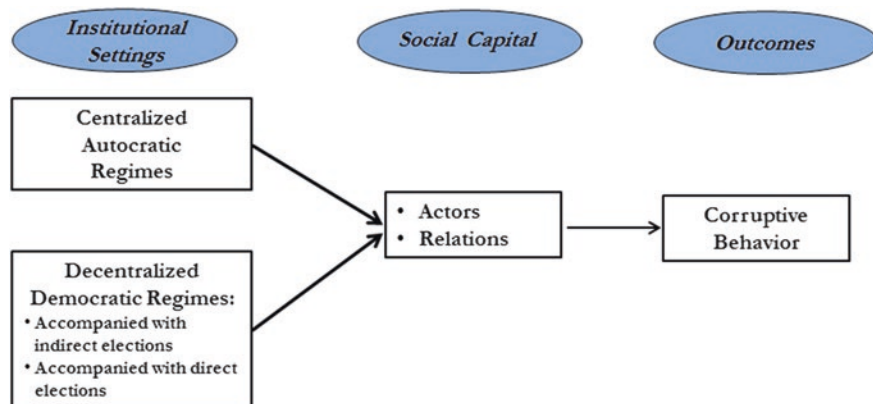 Institutional
Settings
Social Capital
Outcomes
Centralized
Autocratic
Regimes
Decentralized
Democratic Regimes:
• Accompanied with
indirect elections
• Accompanied with direct
elections
• Actors
• Relations
Corruptive
Behavior